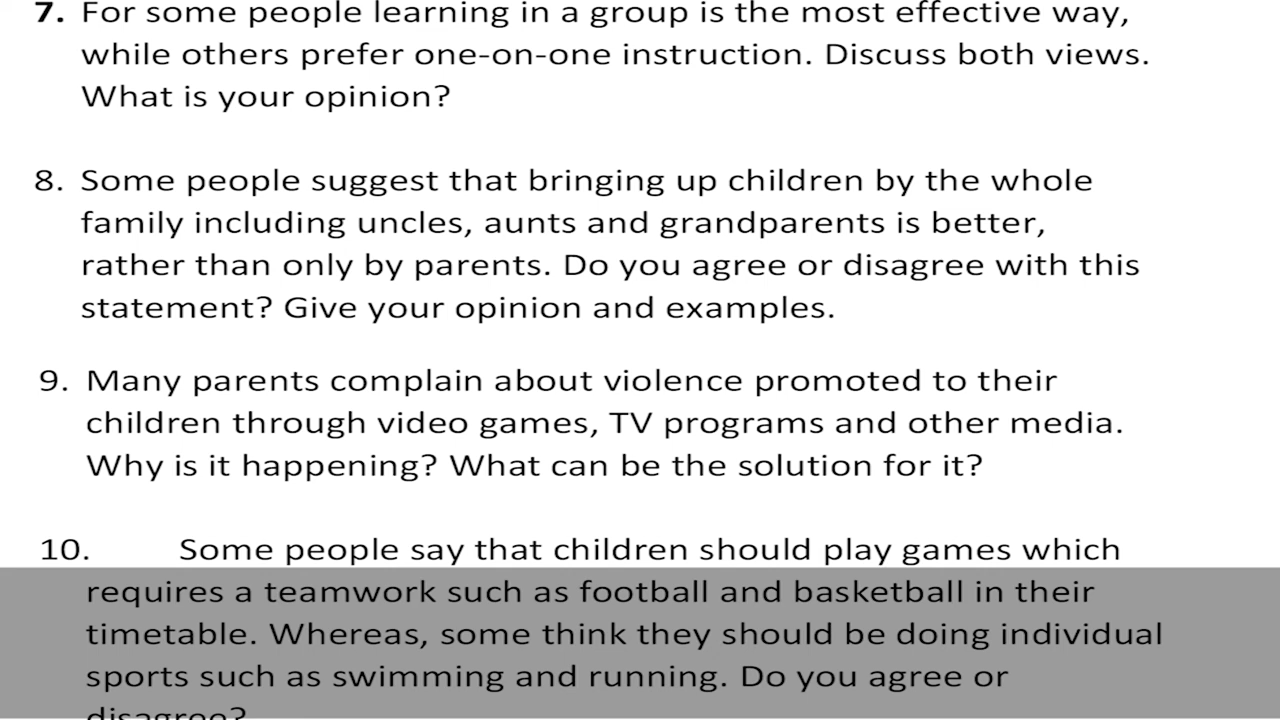 7. For some people learning in a group is the most effective way,
while others prefer one-on-one instruction. Discuss both views.
What is your opinion?
8. Some people suggest that bringing up children by the whole
family including uncles, aunts and grandparents is better,
rather than only by parents. Do you agree or disagree with this
statement? Give your opinion and examples.
9. Many parents complain about violence promoted to their
children through video games, TV programs and other media.
Why is it happening? What can be the solution for it?
10. Some people say that children should play games which
requires a teamwork such as football and basketball in their
timetable. Whereas, some think they should be doing individual
sports such as swimming and running. Do you agree or
disagree?